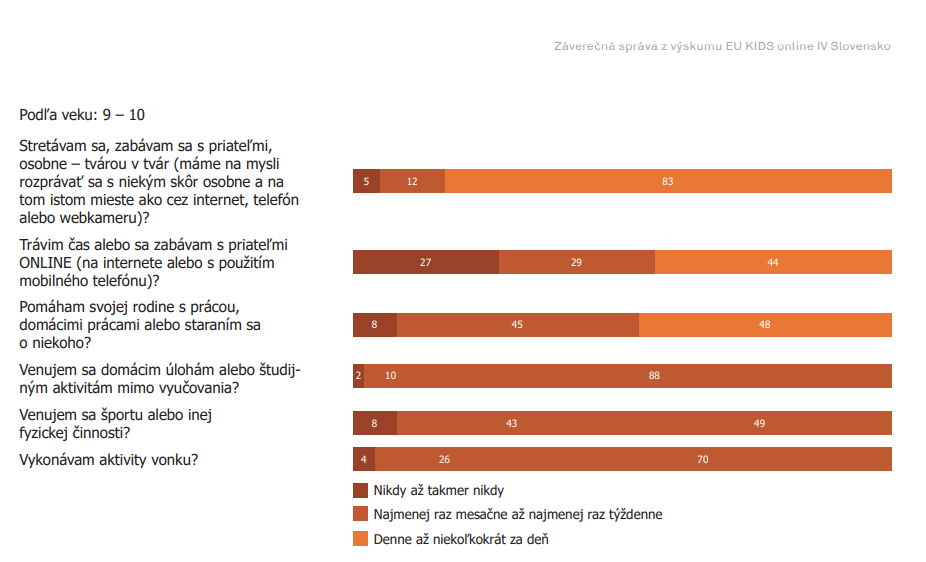 Záverečná správa z výskumu EU KIDS online IV Slovensko
Podľa veku: 9 – 10
Stretávam sa, zabávam sa s priateľmi,
osobne – tvárou v tvár (máme na mysli
rozprávať sa s niekým skôr osobne a na
tom istom mieste ako cez internet, telefón
alebo webkameru)?
5 12 83
Trávim čas alebo sa zabávam s priateľmi
ONLINE (na internete alebo s použitím
mobilného telefónu)?
27 29 44
Pomáham svojej rodine s prácou,
domácimi prácami alebo staraním sa
o niekoho?
8 45 48
Venujem sa domácim úlohám alebo študij-
ným aktivitám mimo vyučovania?
2 10 88
Venujem sa športu alebo inej
fyzickej činnosti?
8 43 49
Vykonávam aktivity vonku?
4 26 70
Nikdy až takmer nikdy
Najmenej raz mesačne až najmenej raz týždenne
Denne až niekoľkokrát za deň